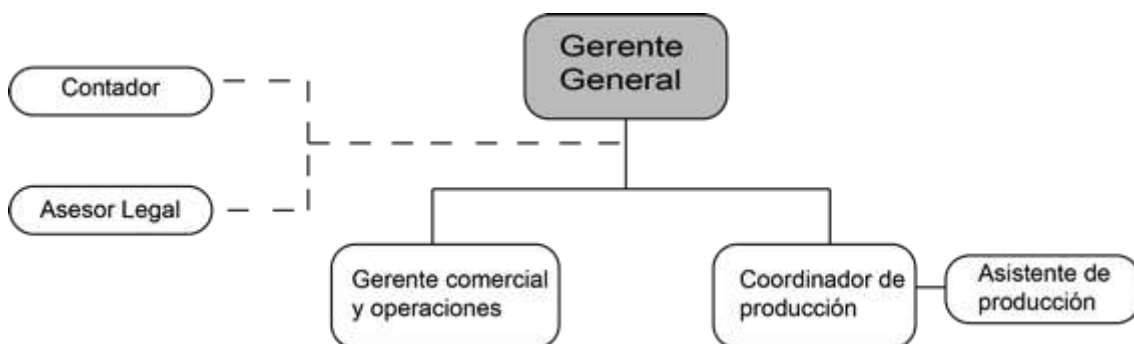 Gerente
General
Contador
Asesor Legal
Gerente comercial
y operaciones
Coordinador de
producción
Asistente de
producción